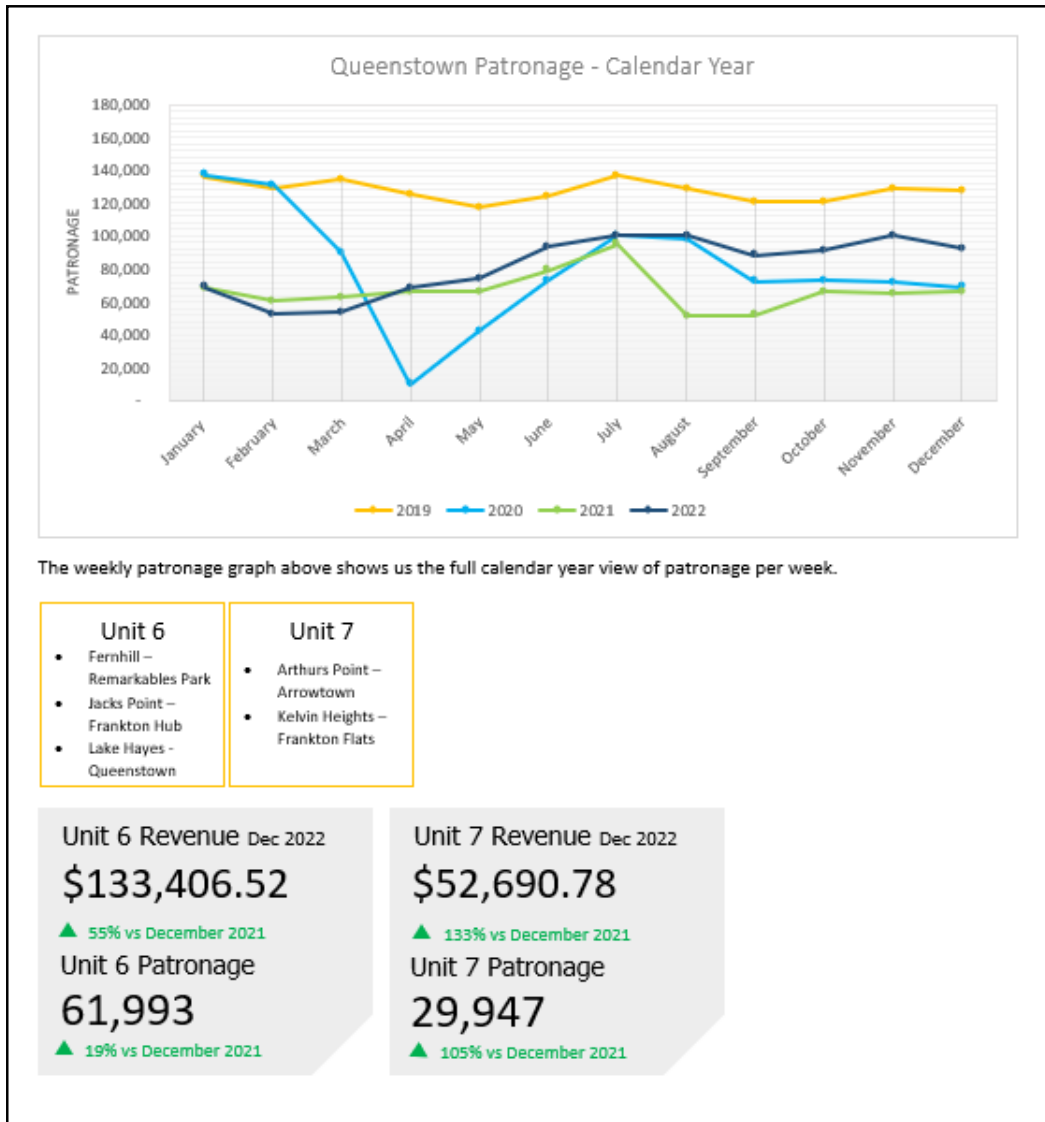 Queenstown Patronage - Calendar Year
180,000
160,000
140,000
120,000
100,000
80,000
60,000
40,000
20,000
-
PATRONAGE
January
February
March
April
May
June
July
August
September
October
November
December
2019
2020
2021
2022
The weekly patronage graph above shows us the full calendar year view of patronage per week.
Unit 6
• Fernhill –
Remarkables Park
• Jacks Point –
Frankton Hub
• Lake Hayes -
Queenstown
Unit 7
• Arthurs Point –
Arrowtown
• Kelvin Heights –
Frankton Flats
Unit 6 Revenue Dec 2022
$133,406.52
55% vs December 2021
Unit 6 Patronage
61,993
19% vs December 2021
Unit 7 Revenue Dec 2022
$52,690.78
133% vs December 2021
Unit 7 Patronage
29,947
105% vs December 2021